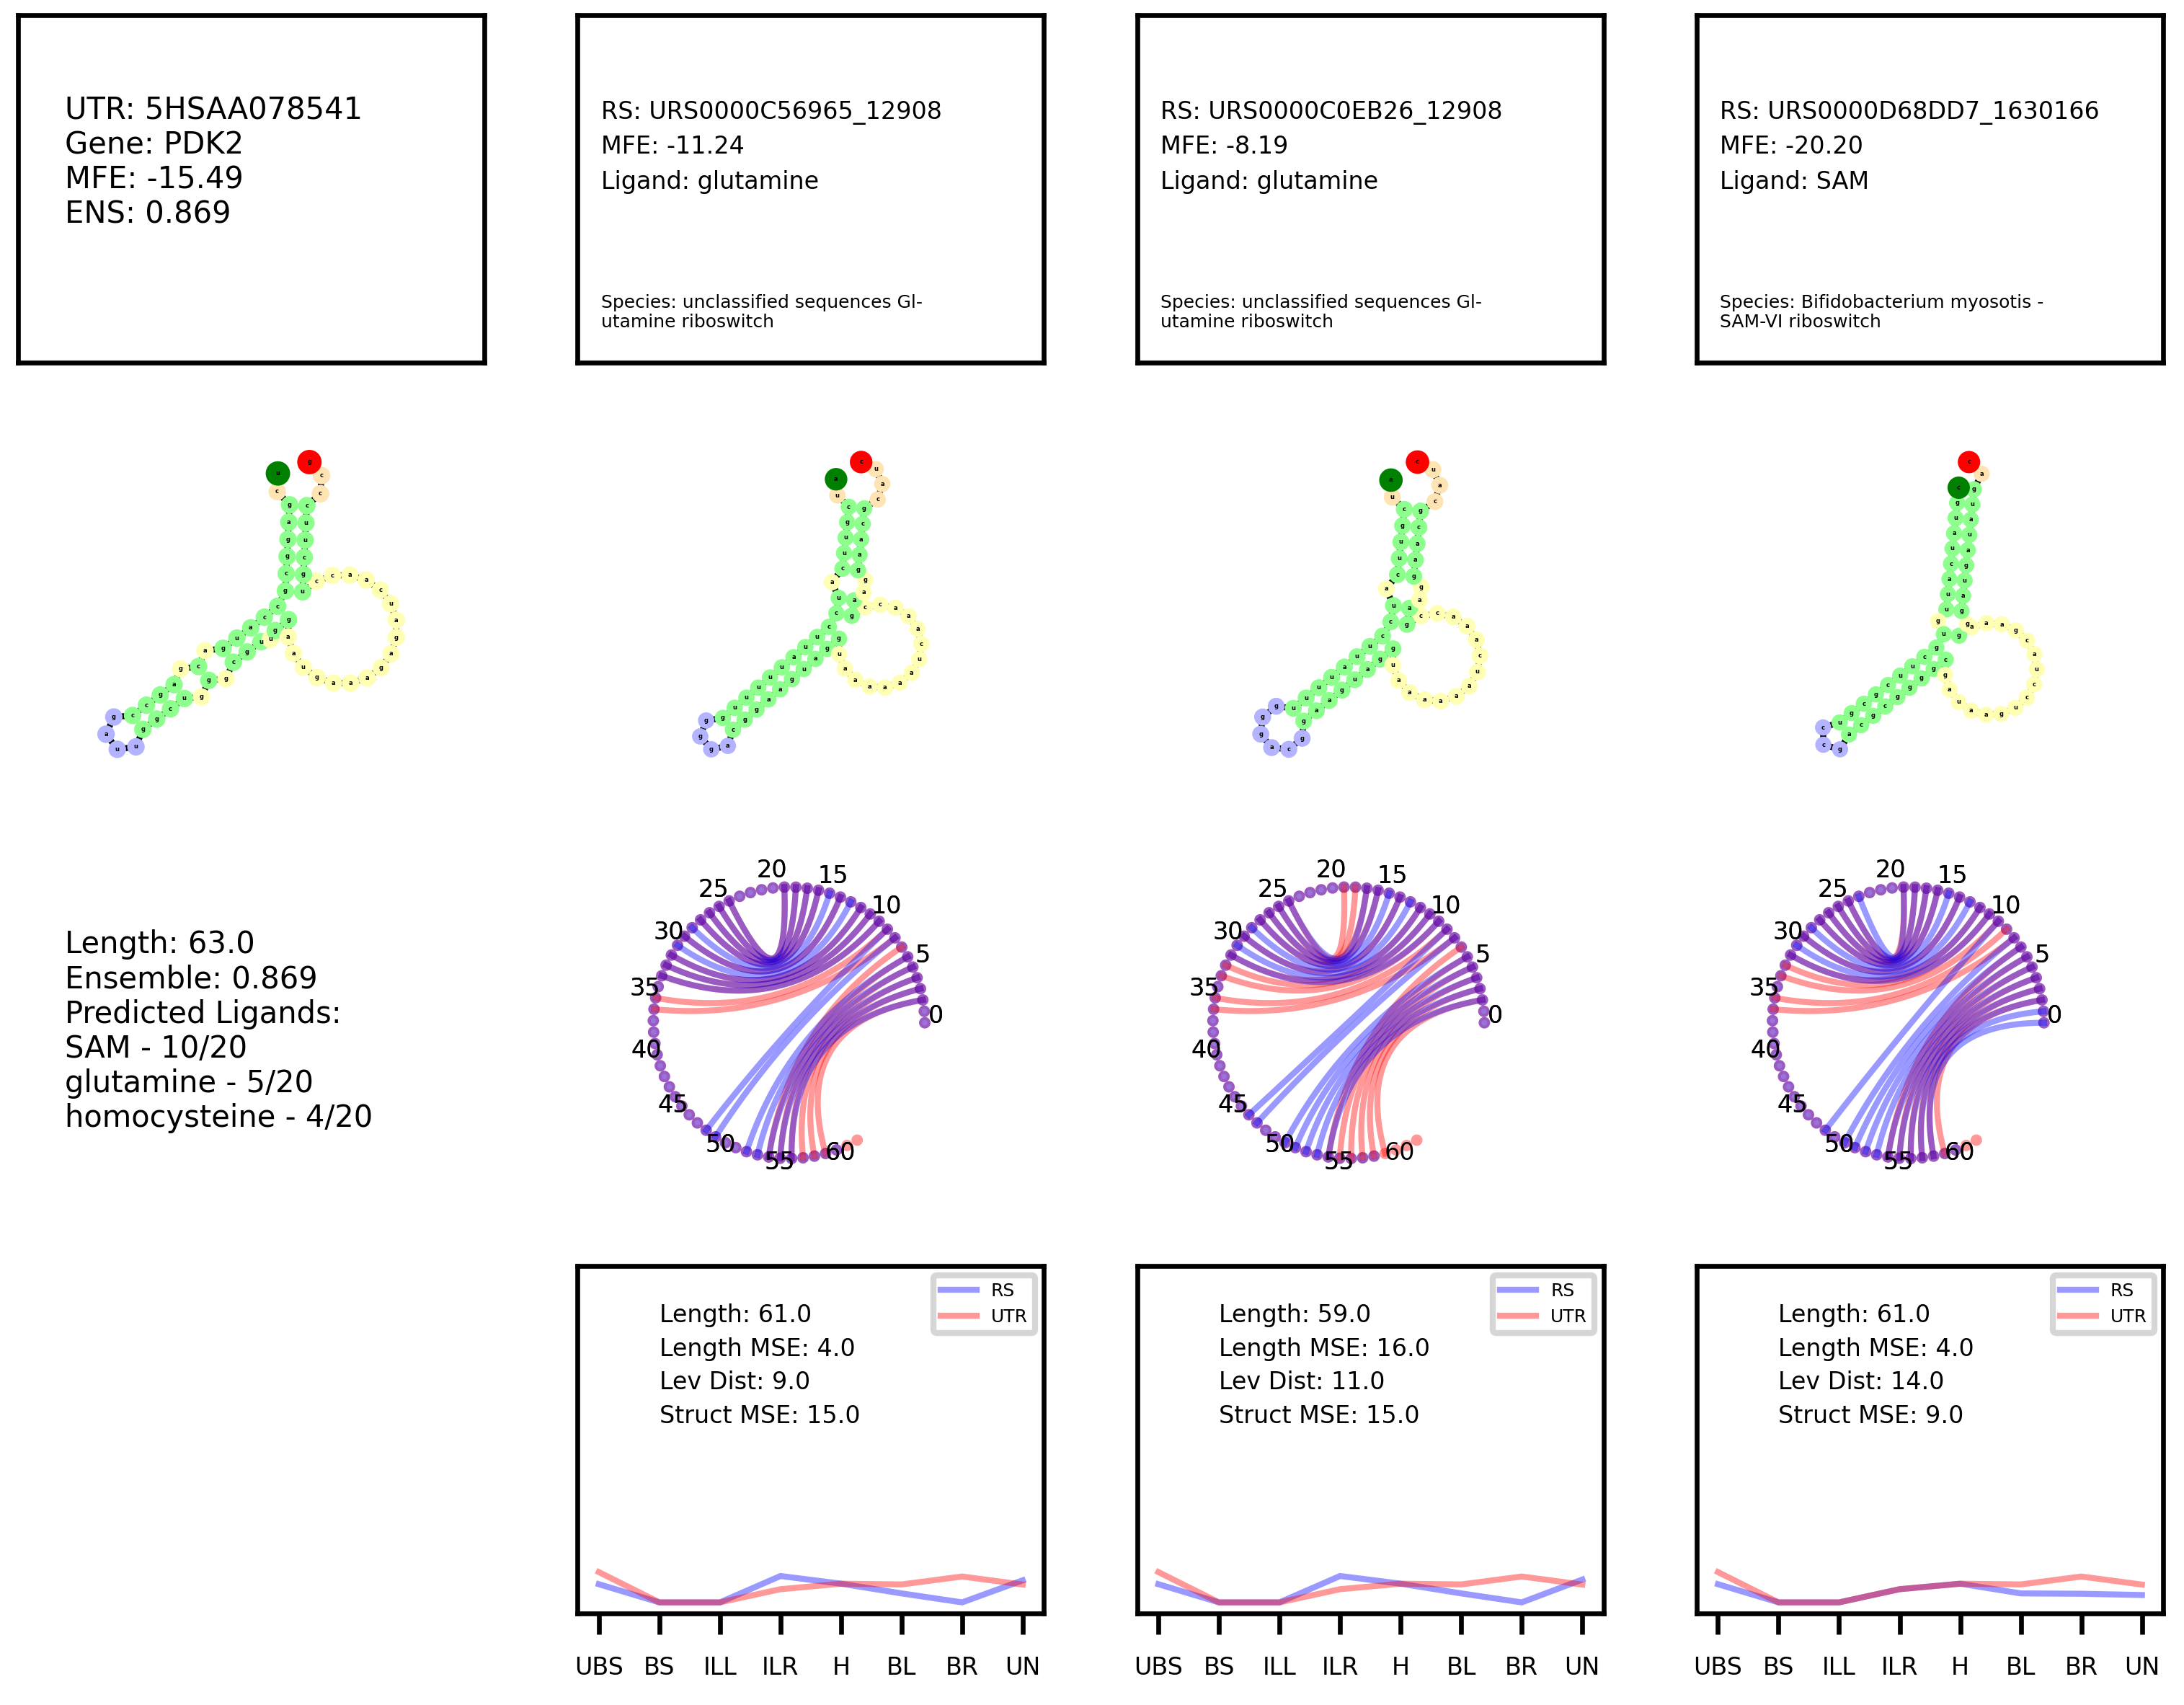 UTR: 5HSAA078541
Gene: PDK2
MFE: -15.49
ENS: 0.869
RS: URS0000C56965_12908
MFE: -11.24
Ligand: glutamine
Species: unclassified sequences Gl-
utamine riboswitch
RS: URS0000C0EB26_12908
MFE: -8.19
Ligand: glutamine
Species: unclassified sequences Gl-
utamine riboswitch
RS: URS0000D68DD7_1630166
MFE: -20.20
Ligand: SAM
Species: Bifidobacterium myosotis -
SAM-VI riboswitch
Length: 63.0
Ensemble: 0.869
Predicted Ligands:
SAM - 10/20
glutamine - 5/20
homocysteine - 4/20
0 5 10 15 20 25 30 35 40 45 50 55 60
0 5 10 15 20 25 30 35 40 45 50 55 60
0 5 10 15 20 25 30 35 40 45 50 55 60
RS
UTR
Length: 61.0
Length MSE: 4.0
Lev Dist: 9.0
Struct MSE: 15.0
UBS BS ILL ILR H BL BR UN
RS
UTR
Length: 59.0
Length MSE: 16.0
Lev Dist: 11.0
Struct MSE: 15.0
UBS BS ILL ILR H BL BR UN
RS
UTR
Length: 61.0
Length MSE: 4.0
Lev Dist: 14.0
Struct MSE: 9.0
UBS BS ILL ILR H BL BR UN